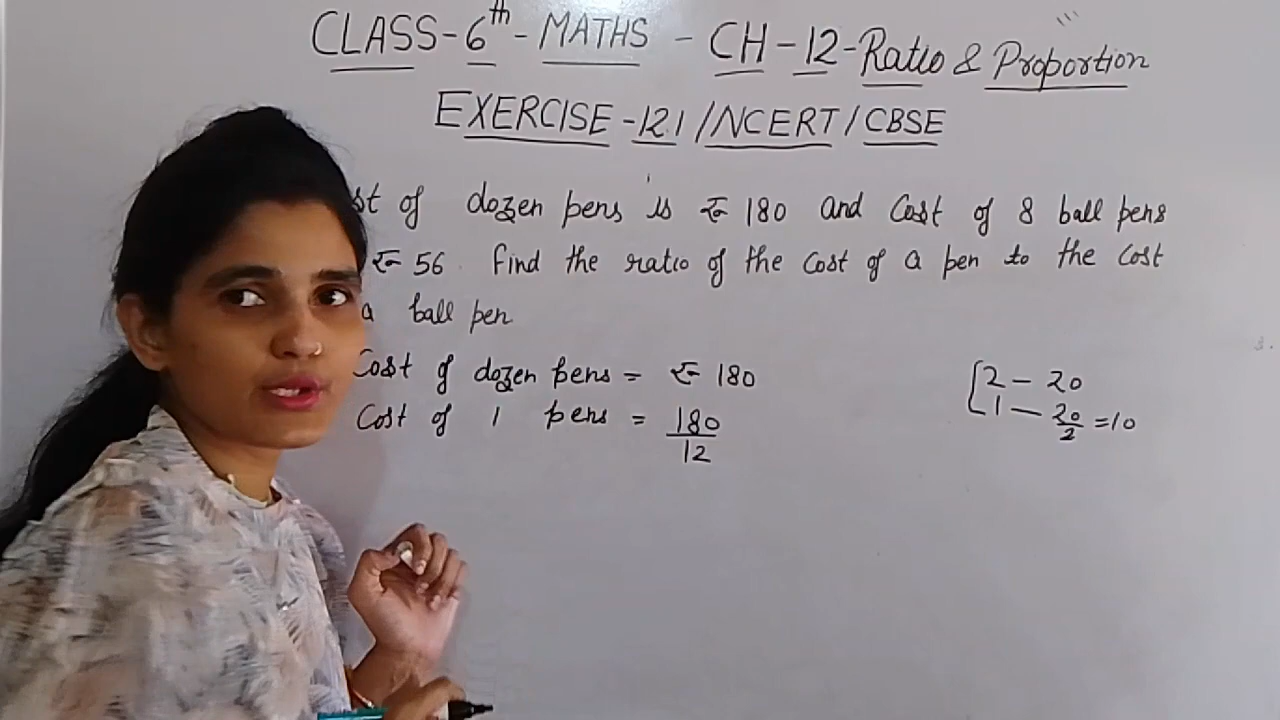 CLASS-6th-MATHS - CH-12-Ratio & Proportion
EXERCISE-12.1/NCERT/CBSE
st of dozen pens is ₹ 180 and Cost of 8 ball pens
₹ 56. Find the ratio of the cost of a pen to the cost
a ball pen
Cost of dozen pens = ₹ 180
Cost of 1 pens = 180/12
2 - 20
1 - 20/2 = 10